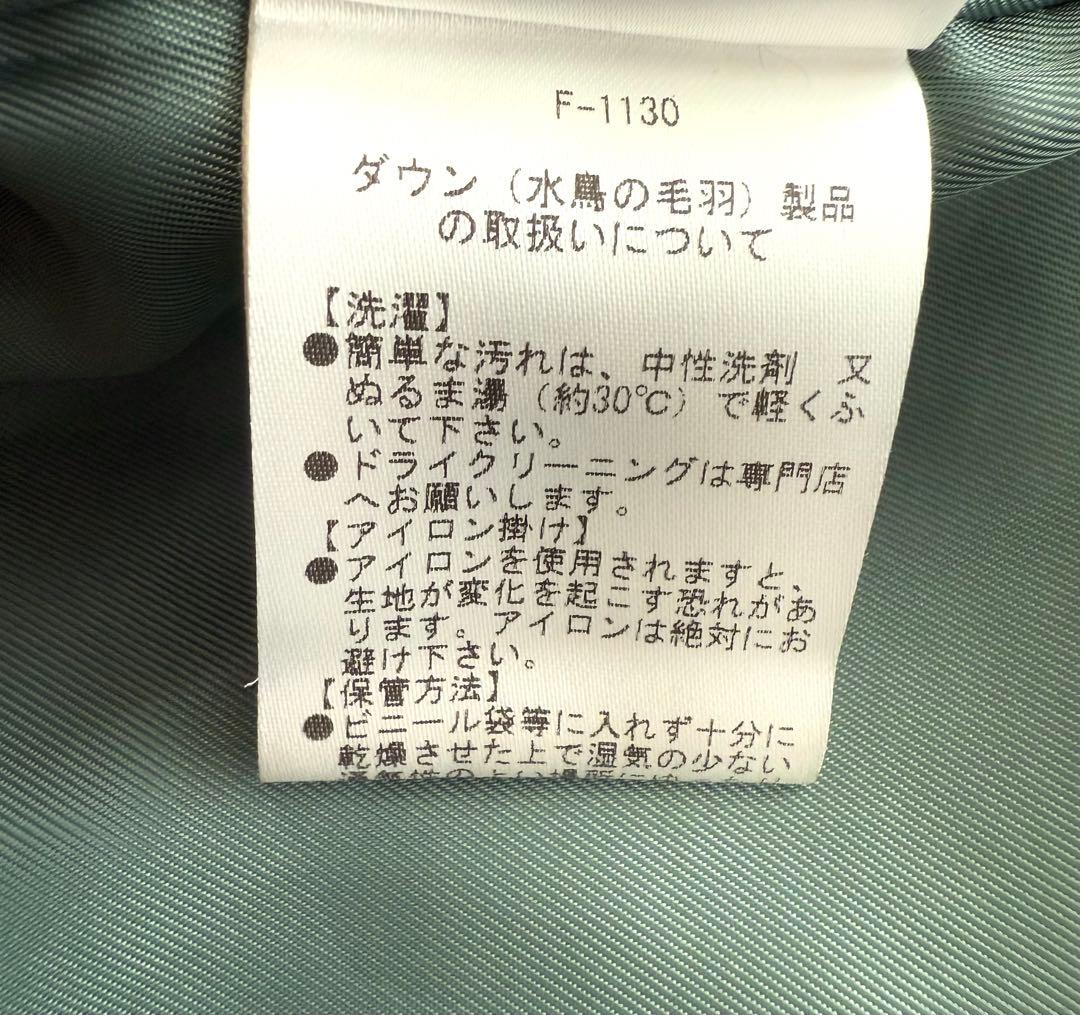 F-1130
ダウン（水鳥の毛羽）製品
の取扱いについて
【洗濯】
●簡単な汚れは、中性洗剤　又
ぬるま湯（約30℃）で軽くふ
いて下さい。
●ドライクリーニングは専門店
へお願いします。
【アイロン掛け】
●アイロンを使用されますと、
生地が変化を起こす恐れがあ
ります。アイロンは絶対にお
避け下さい。
【保管方法】
●ビニール袋等に入れず十分に
乾燥させた上で湿気の少ない